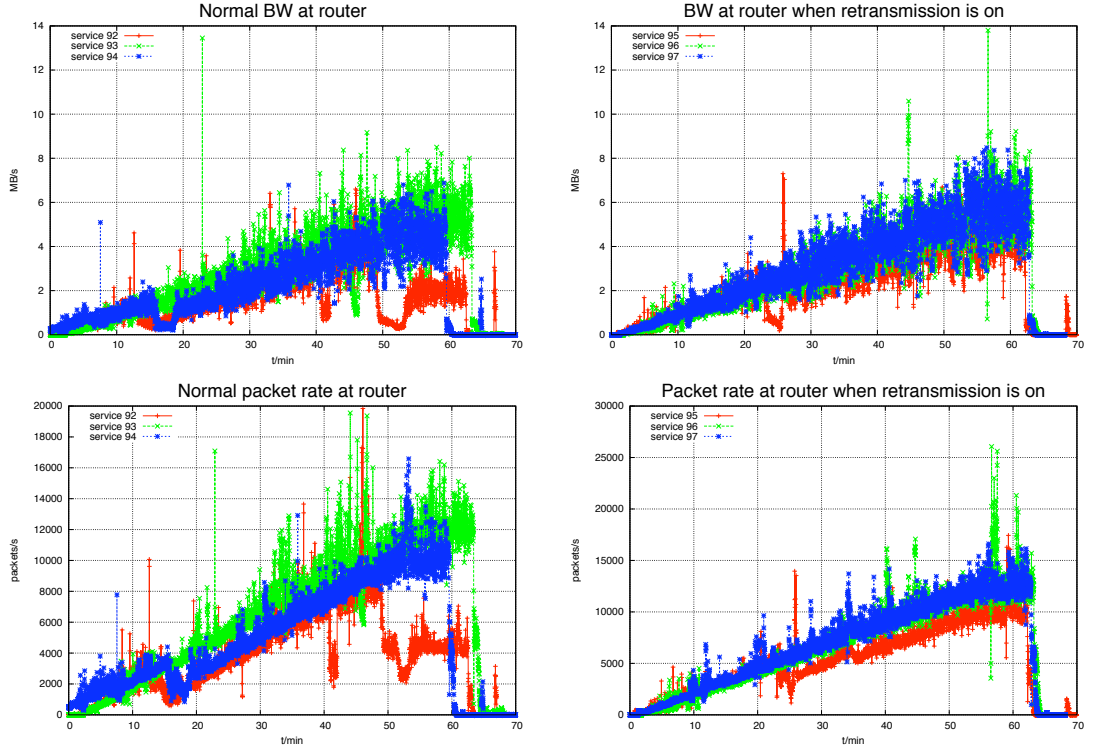 Normal BW at router
14
12
10
8
6
4
2
0
MB/s
service 92
service 93
service 94
0 10 20 30 40 50 60 70
t/min
BW at router when retransmission is on
14
12
10
8
6
4
2
0
MB/s
service 95
service 96
service 97
0 10 20 30 40 50 60 70
t/min
Normal packet rate at router
20000
18000
16000
14000
12000
10000
8000
6000
4000
2000
0
packets/s
service 92
service 93
service 94
0 10 20 30 40 50 60 70
t/min
Packet rate at router when retransmission is on
30000
25000
20000
15000
10000
5000
0
packets/s
service 95
service 96
service 97
0 10 20 30 40 50 60 70
t/min